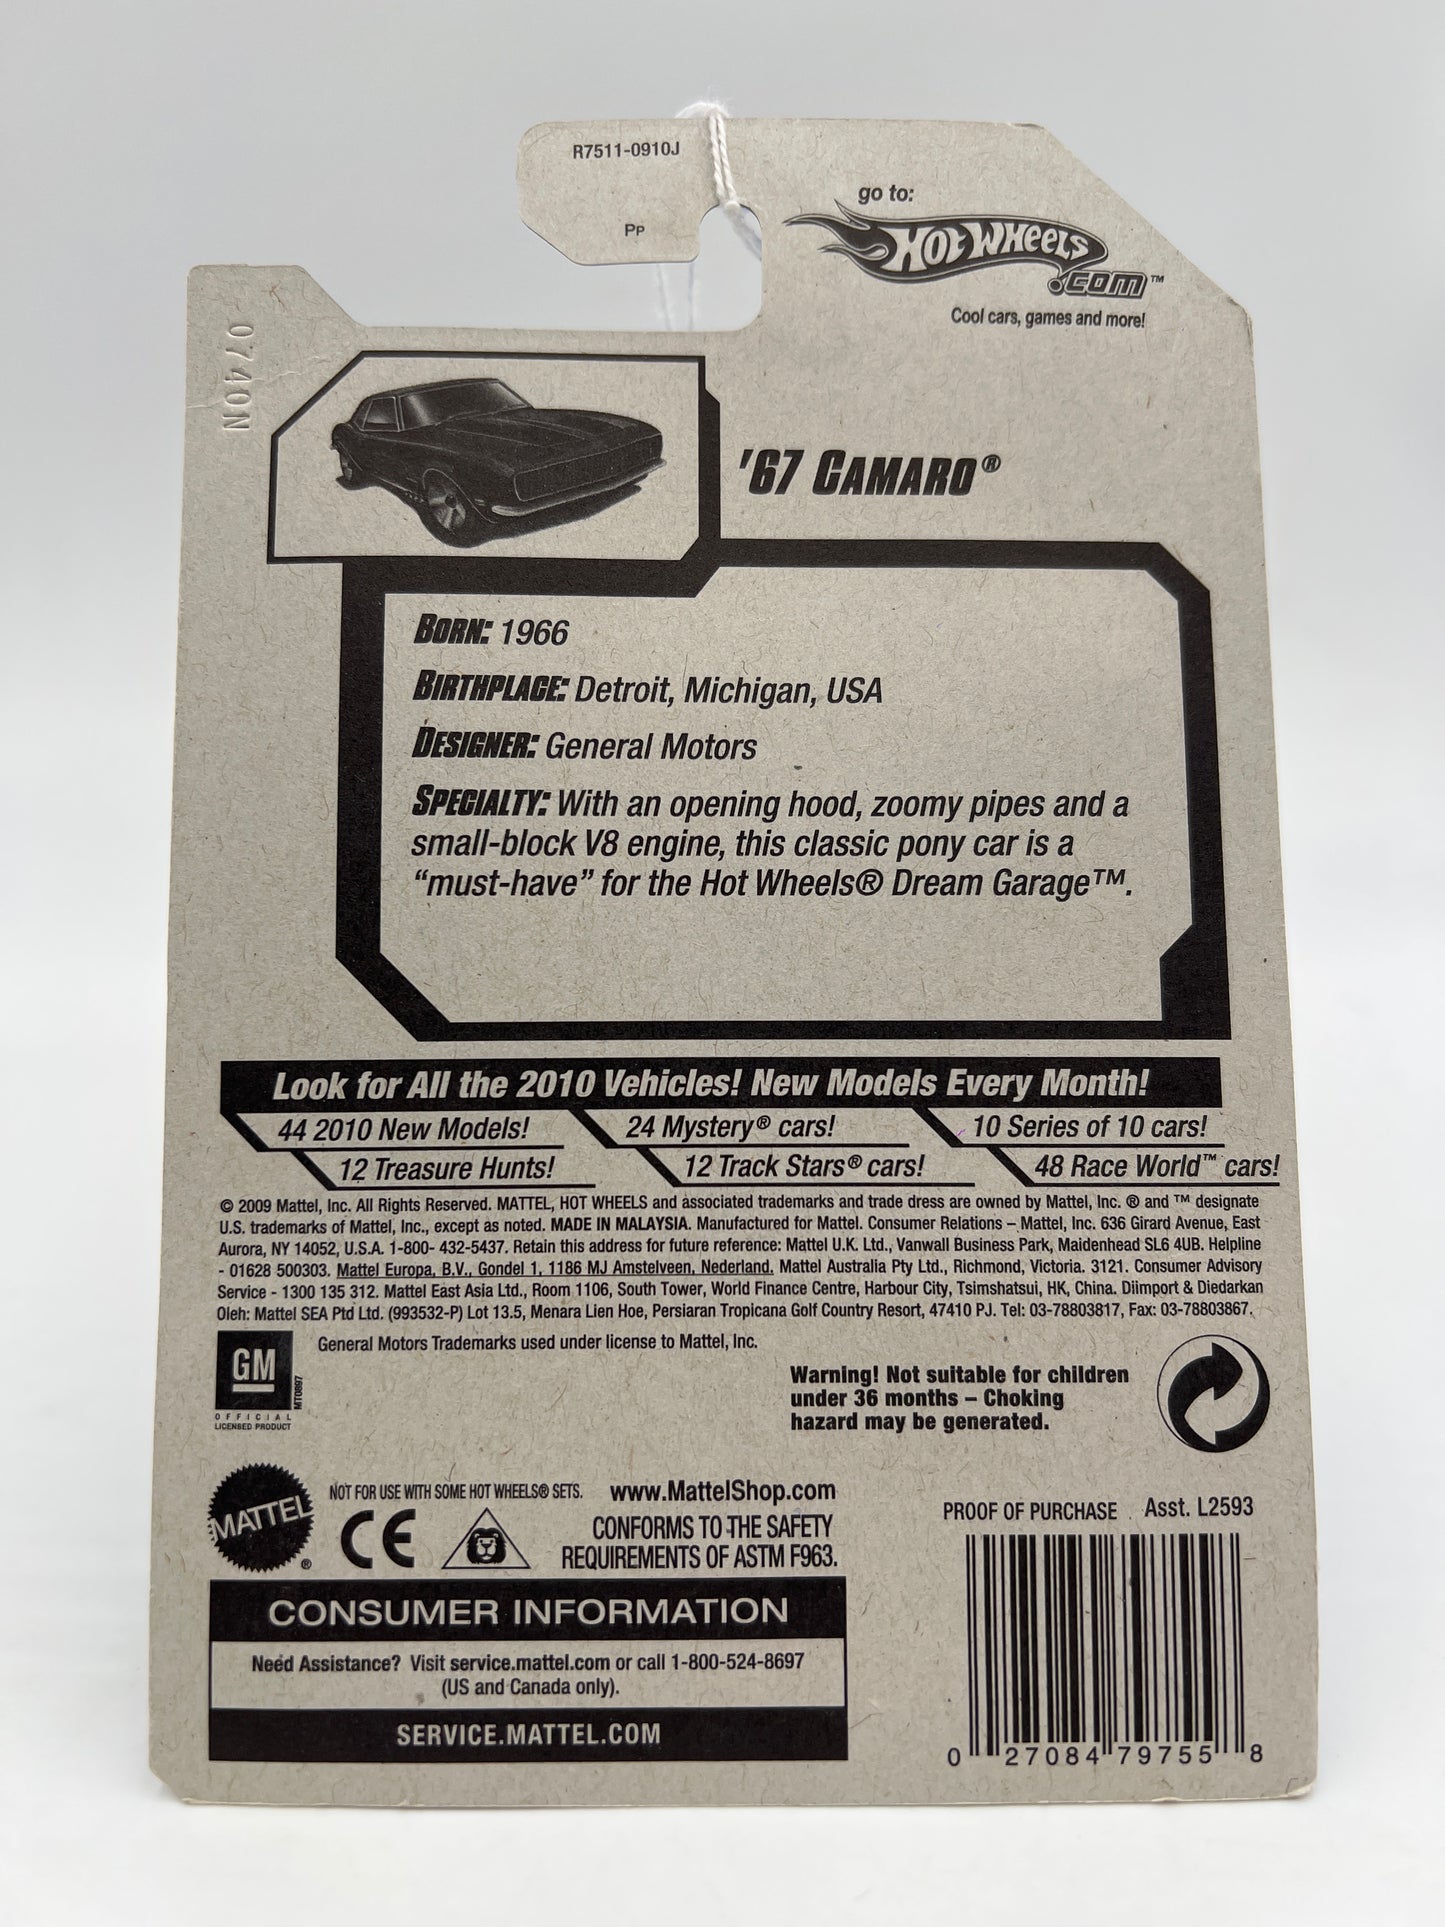 R7511-0910J
PP
go to:
HOT WHEELS
.COM™
Cool cars, games and more!
0740N
'67 CAMARO®
BORN: 1966
BIRTHPLACE: Detroit, Michigan, USA
DESIGNER: General Motors
SPECIALTY: With an opening hood, zoomy pipes and a
small-block V8 engine, this classic pony car is a
“must-have” for the Hot Wheels® Dream Garage™.
Look for All the 2010 Vehicles! New Models Every Month!
44 2010 New Models! 24 Mystery® cars! 10 Series of 10 cars!
12 Treasure Hunts! 12 Track Stars® cars! 48 Race World™ cars!
© 2009 Mattel, Inc. All Rights Reserved. MATTEL, HOT WHEELS and associated trademarks and trade dress are owned by Mattel, Inc. ® and ™ designate
U.S. trademarks of Mattel, Inc., except as noted. MADE IN MALAYSIA. Manufactured for Mattel. Consumer Relations – Mattel, Inc. 636 Girard Avenue, East
Aurora, NY 14052, U.S.A. 1-800- 432-5437. Retain this address for future reference: Mattel U.K. Ltd., Vanwall Business Park, Maidenhead SL6 4UB. Helpline
- 01628 500303. Mattel Europa, B.V., Gondel 1, 1186 MJ Amstelveen, Nederland. Mattel Australia Pty Ltd., Richmond, Victoria. 3121. Consumer Advisory
Service - 1300 135 312. Mattel East Asia Ltd., Room 1106, South Tower, World Finance Centre, Harbour City, Tsimshatsui, HK, China. Diimport & Diedarkan
Oleh: Mattel SEA Ptd Ltd. (993532-P) Lot 13.5, Menara Lien Hoe, Persiaran Tropicana Golf Country Resort, 47410 PJ. Tel: 03-78803817, Fax: 03-78803867.
GM
OFFICIAL
LICENSED PRODUCT
MT0897
General Motors Trademarks used under license to Mattel, Inc.
Warning! Not suitable for children
under 36 months – Choking
hazard may be generated.
MATTEL®
NOT FOR USE WITH SOME HOT WHEELS® SETS. www.MattelShop.com
CE
CONFORMS TO THE SAFETY
REQUIREMENTS OF ASTM F963.
PROOF OF PURCHASE Asst. L2593
CONSUMER INFORMATION
Need Assistance? Visit service.mattel.com or call 1-800-524-8697
(US and Canada only).
SERVICE.MATTEL.COM
0 27084 79755 8